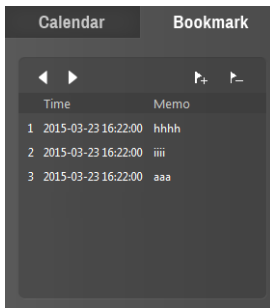 Calendar Bookmark
Time Memo
1 2015-03-23 16:22:00 hhhh
2 2015-03-23 16:22:00 iiii
3 2015-03-23 16:22:00 aaa